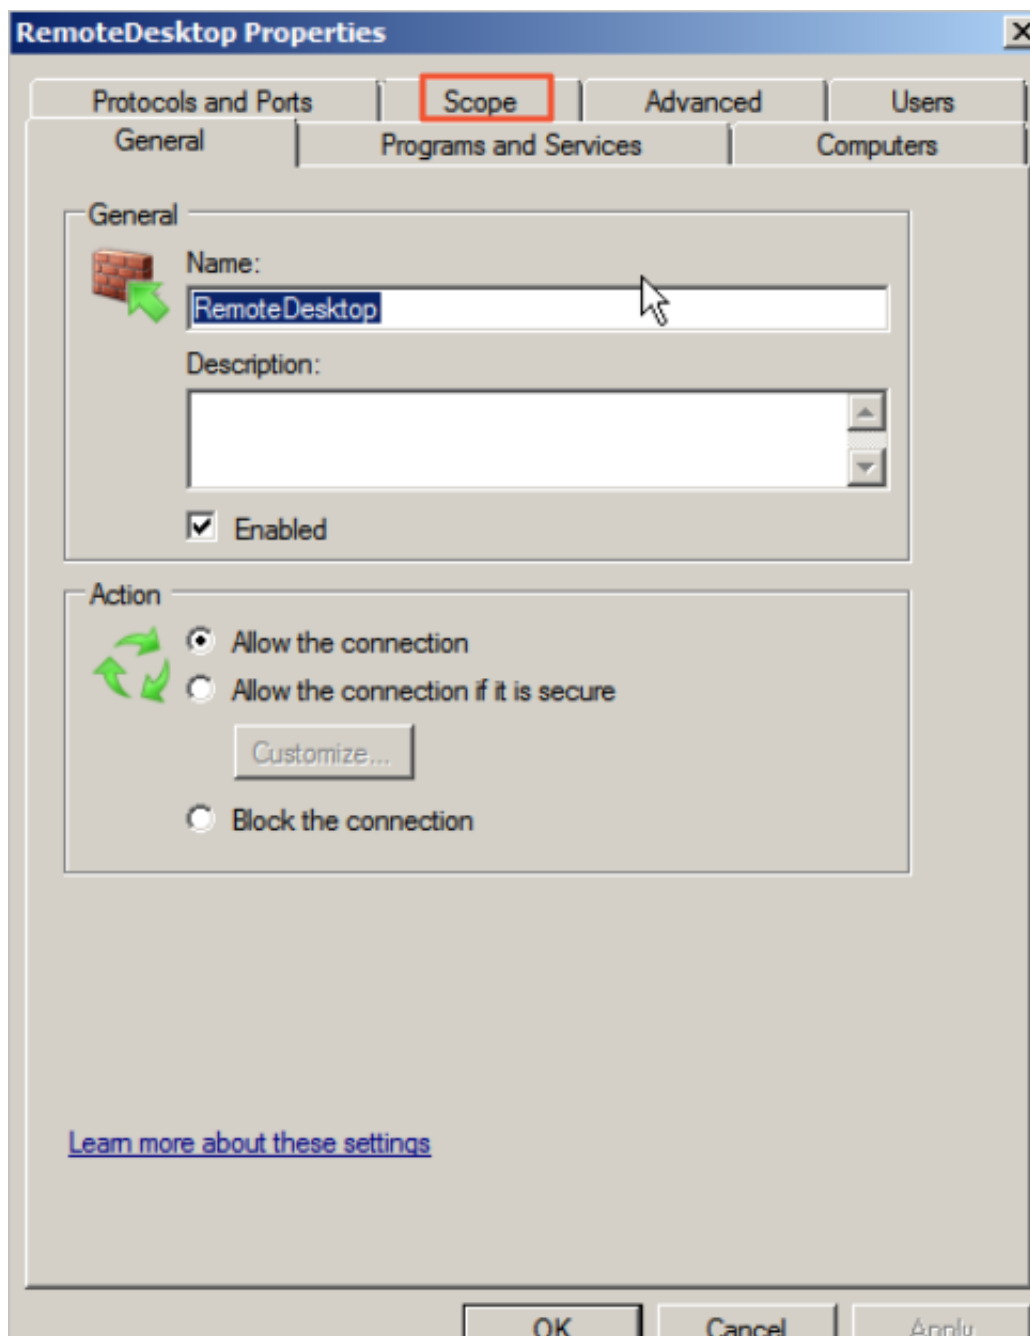 RemoteDesktop Properties
Protocols and Ports Scope Advanced Users
General Programs and Services Computers
General
Name:
RemoteDesktop
Description:
Enabled
Action
Allow the connection
Allow the connection if it is secure
Customize...
Block the connection
Learn more about these settings
OK Cancel Apply